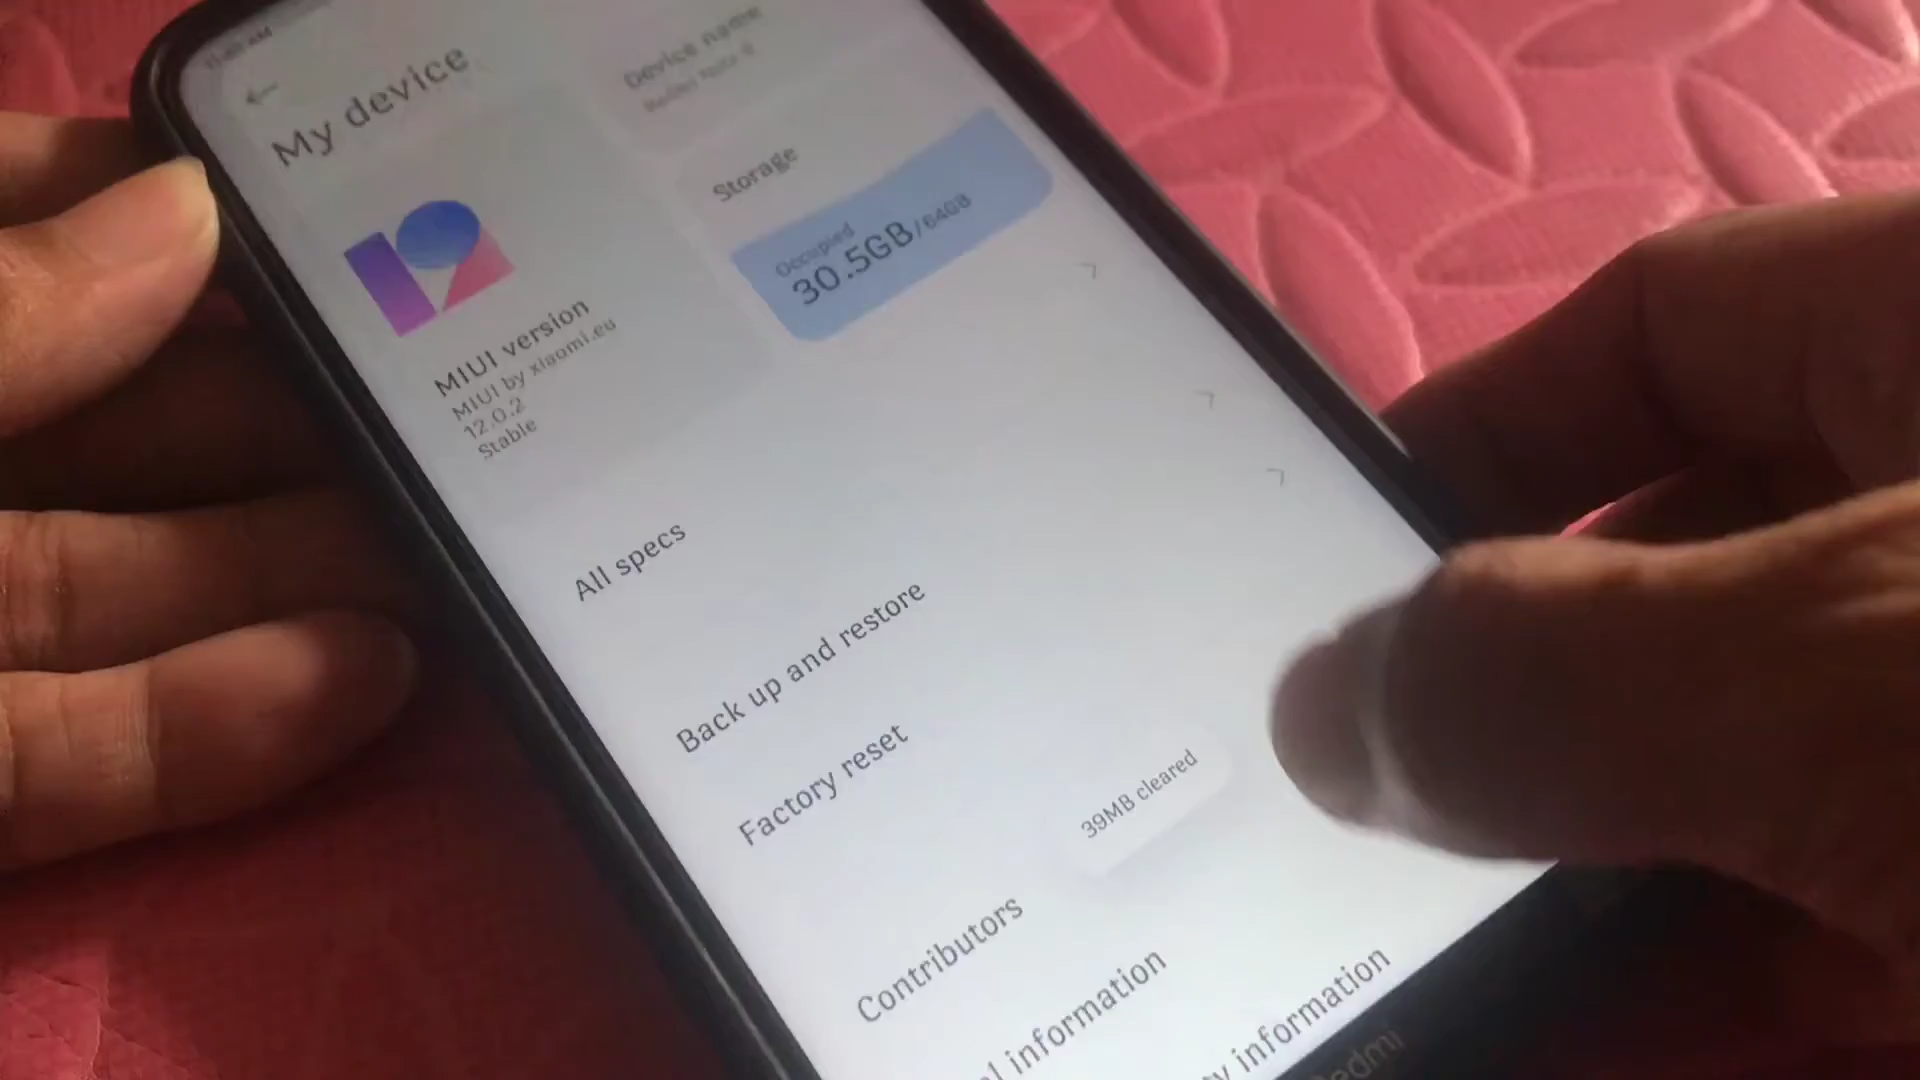 My device
Device name
Redmi Note 8
Storage
Occupied
30.5GB/64GB
MIUI version
MIUI by xiaomi.eu
12.0.2
Stable
All specs
Back up and restore
Factory reset
39MB cleared
Contributors
information
information